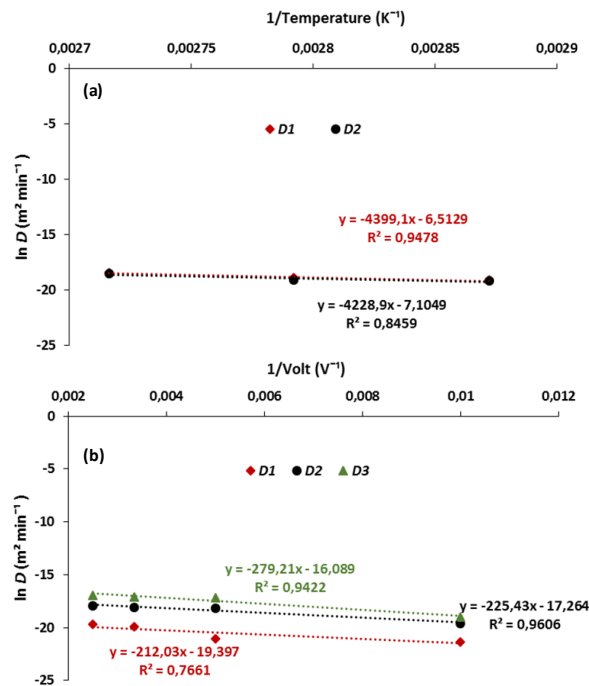 1/Temperature (K⁻¹)
0,0027 0,00275 0,0028 0,00285 0,0029
0
(a)
-5
D1 D2
-10
ln D (m² min⁻¹)
-15
y = -4399,1x - 6,5129
R² = 0,9478
-20
y = -4228,9x - 7,1049
R² = 0,8459
-25
1/Volt (V⁻¹)
0,002 0,004 0,006 0,008 0,01 0,012
0
(b)
-5
D1 D2 D3
-10
ln D (m² min⁻¹)
-15
y = -279,21x - 16,089
R² = 0,9422
y = -225,43x - 17,264
R² = 0,9606
-20
y = -212,03x - 19,397
R² = 0,7661
-25